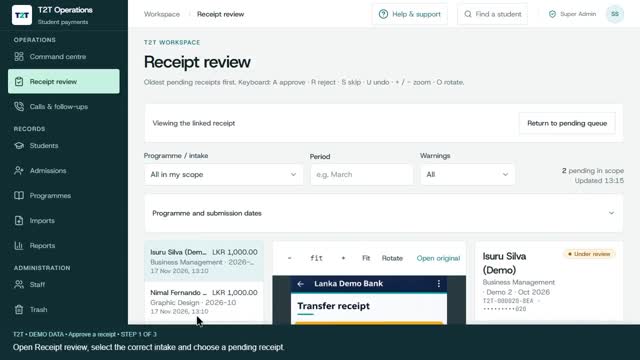 T2T Operations
Student payments
Workspace
Receipt review
Help & support
Find a student
Super Admin
SS
OPERATIONS
Command centre
Receipt review
Calls & follow-ups
RECORDS
Students
Admissions
Programmes
Imports
Reports
ADMINISTRATION
Staff
Trash
T2T WORKSPACE
Receipt review
Oldest pending receipts first. Keyboard: A approve · R reject · S skip · U undo · + / − zoom · O rotate.
Viewing the linked receipt
Return to pending queue
Programme / intake
Period
Warnings
All in my scope
e.g. March
All
2 pending in scope
Updated 13:15
Programme and submission dates
Isuru Silva (Dem... LKR 1,000.00
Business Management · 2026-...
17 Nov 2026, 13:10
Nimal Fernando ... LKR 1,000.00
Graphic Design · 2026-10
17 Nov 2026, 13:10
− fit + Fit Rotate Open original
Lanka Demo Bank
Transfer receipt
Isuru Silva (Demo)
Under review
Business Management
· Demo 2 · Oct 2026
T2T · DEMO DATA • Approve a receipt • STEP 1 OF 3
Open Receipt review, select the correct intake and choose a pending receipt.